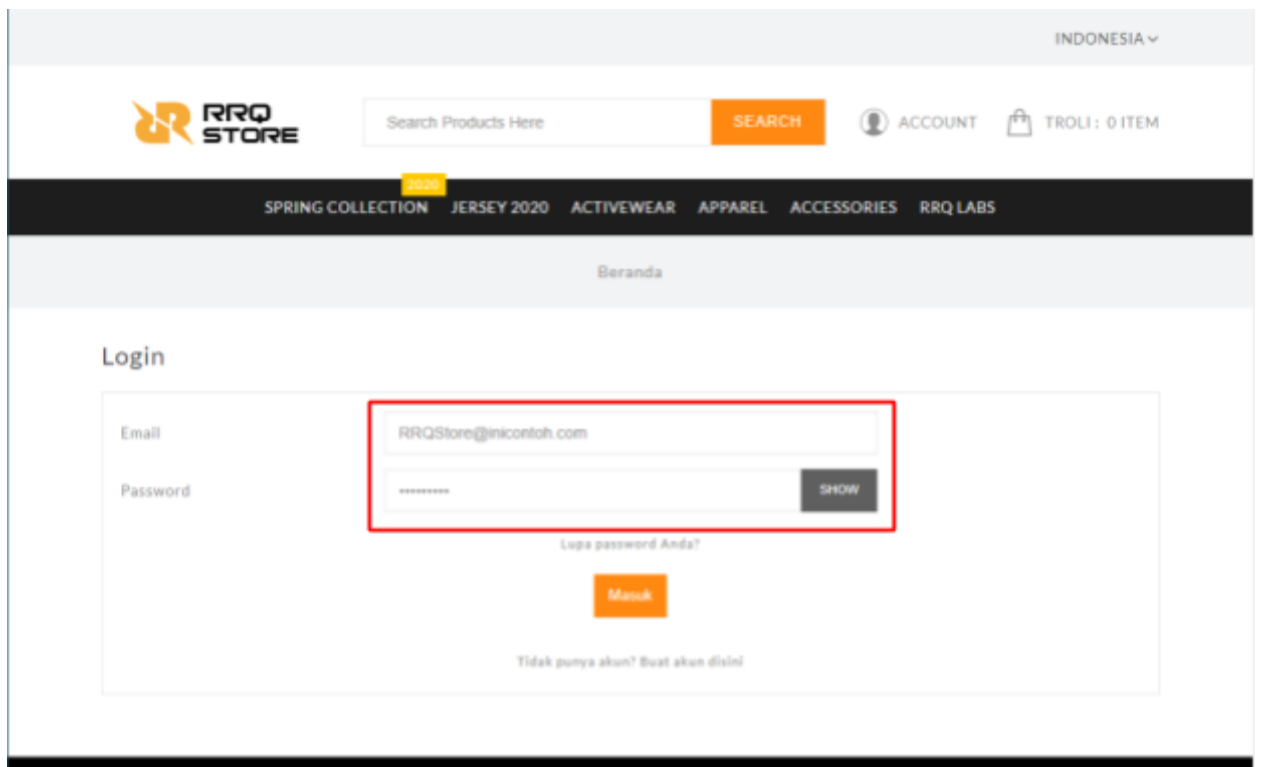 INDONESIA
RRQ
STORE
Search Products Here
SEARCH
ACCOUNT
TROLI : 0 ITEM
2020
SPRING COLLECTION JERSEY 2020 ACTIVEWEAR APPAREL ACCESSORIES RRQ LABS
Beranda
Login
Email
RRQStore@inicontoh.com
Password
---------
SHOW
Lupa password Anda?
Masuk
Tidak punya akun? Buat akun disini